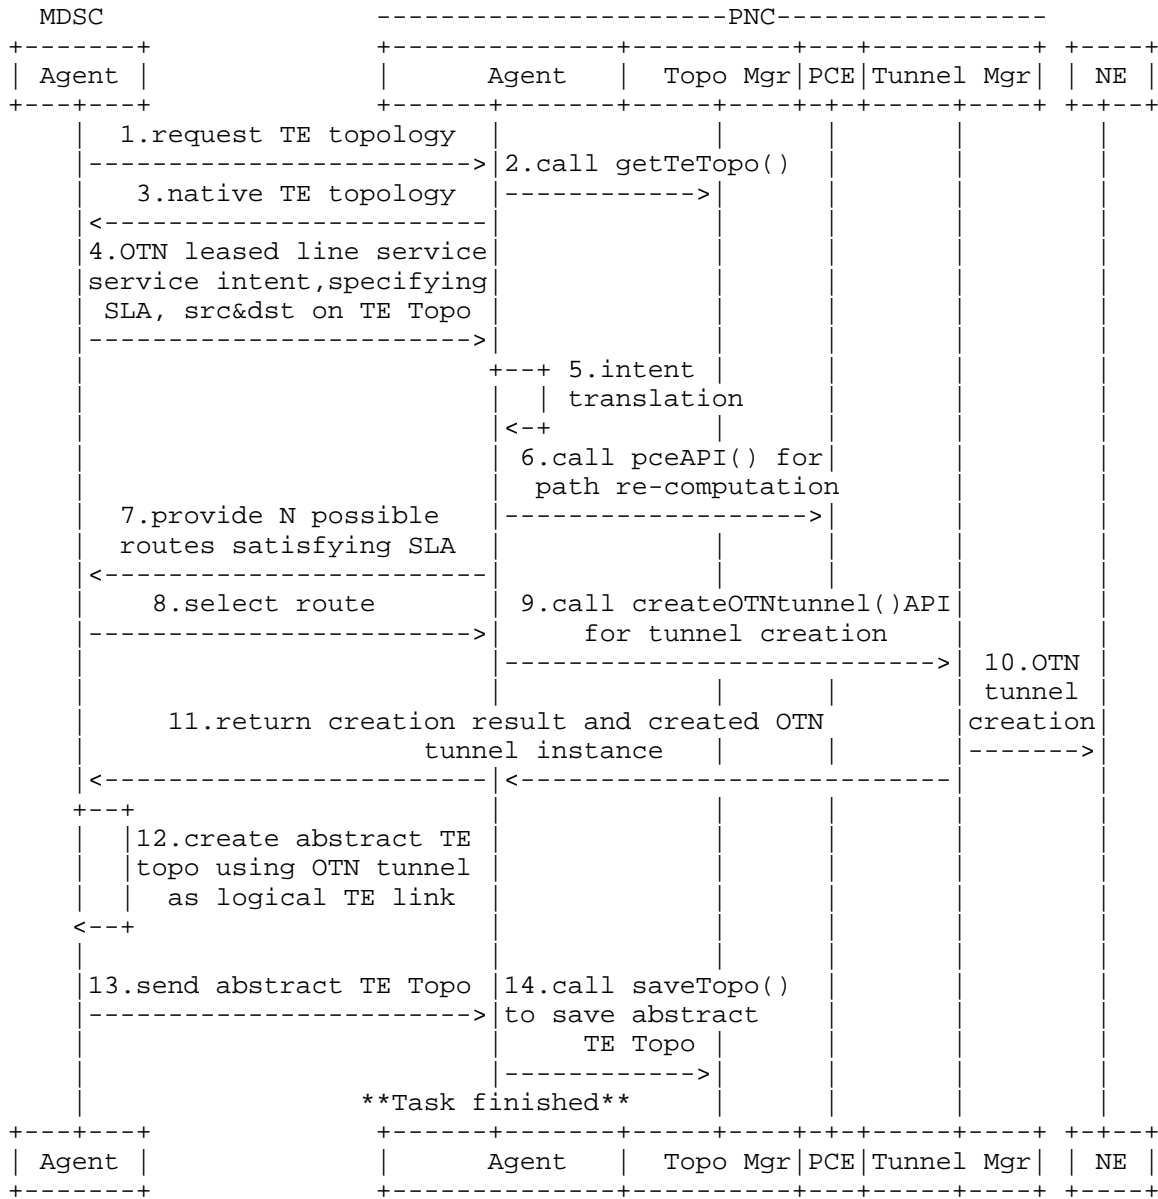 MDSC ----------------------PNC-----------------
Agent Agent Topo Mgr PCE Tunnel Mgr NE
1.request TE topology
2.call getTeTopo()
3.native TE topology
4.OTN leased line service
service intent,specifying
SLA, src&dst on TE Topo
5.intent
translation
6.call pceAPI() for
path re-computation
7.provide N possible
routes satisfying SLA
8.select route
9.call createOTNtunnel()API
for tunnel creation
10.OTN
tunnel
creation
11.return creation result and created OTN
tunnel instance
12.create abstract TE
topo using OTN tunnel
as logical TE link
13.send abstract TE Topo
14.call saveTopo()
to save abstract
TE Topo
**Task finished**
Agent Agent Topo Mgr PCE Tunnel Mgr NE